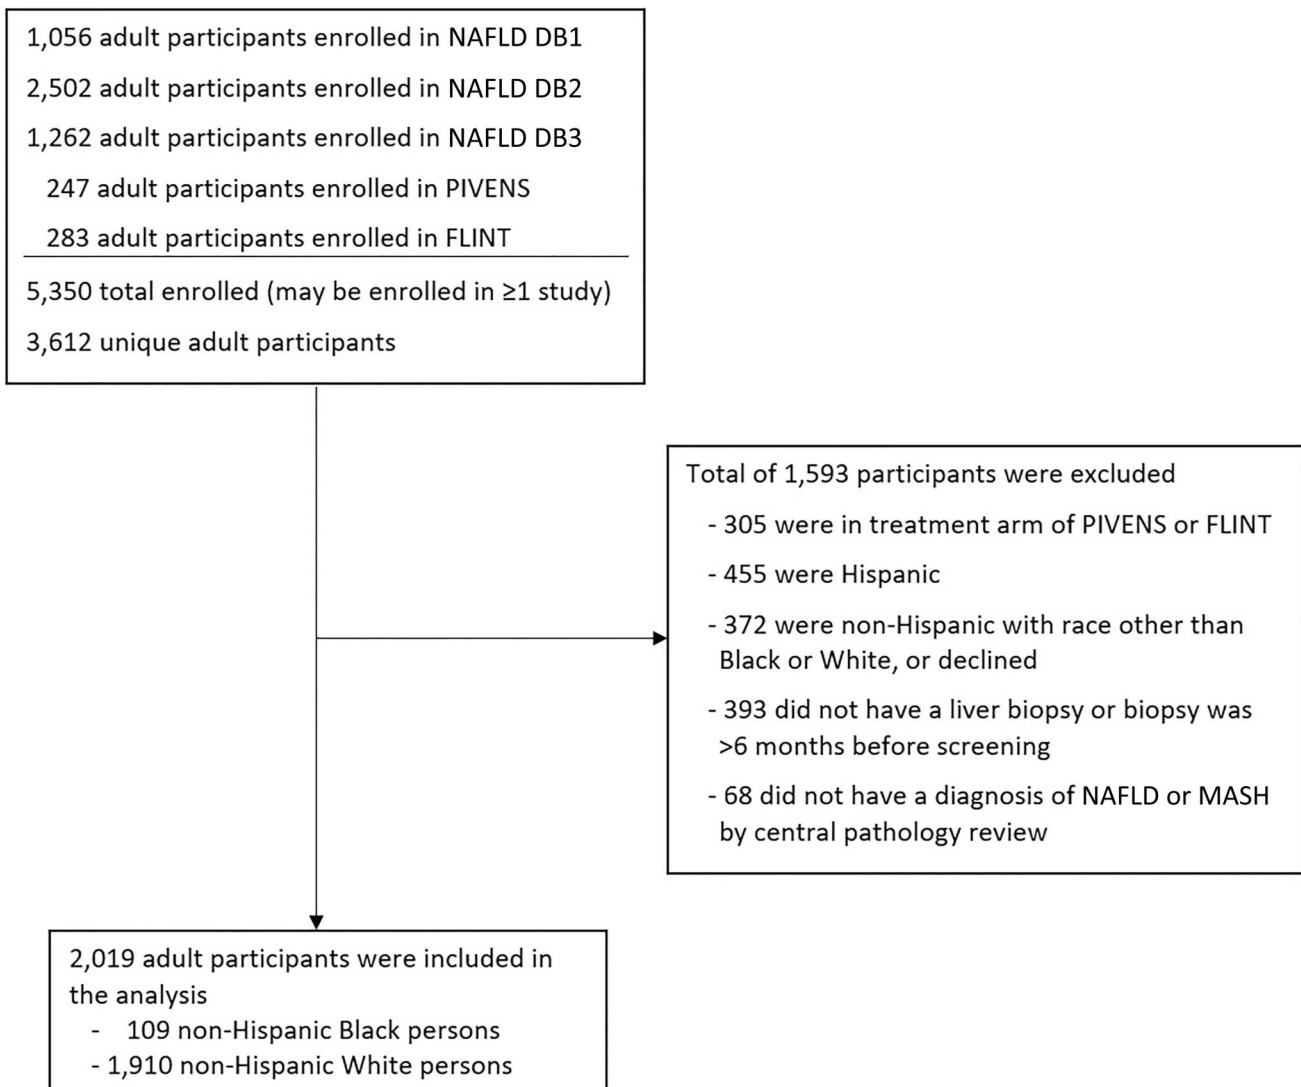 1,056 adult participants enrolled in NAFLD DB1
2,502 adult participants enrolled in NAFLD DB2
1,262 adult participants enrolled in NAFLD DB3
247 adult participants enrolled in PIVENS
283 adult participants enrolled in FLINT
5,350 total enrolled (may be enrolled in ≥1 study)
3,612 unique adult participants
Total of 1,593 participants were excluded
- 305 were in treatment arm of PIVENS or FLINT
- 455 were Hispanic
- 372 were non-Hispanic with race other than
Black or White, or declined
- 393 did not have a liver biopsy or biopsy was
>6 months before screening
- 68 did not have a diagnosis of NAFLD or MASH
by central pathology review
2,019 adult participants were included in
the analysis
- 109 non-Hispanic Black persons
- 1,910 non-Hispanic White persons